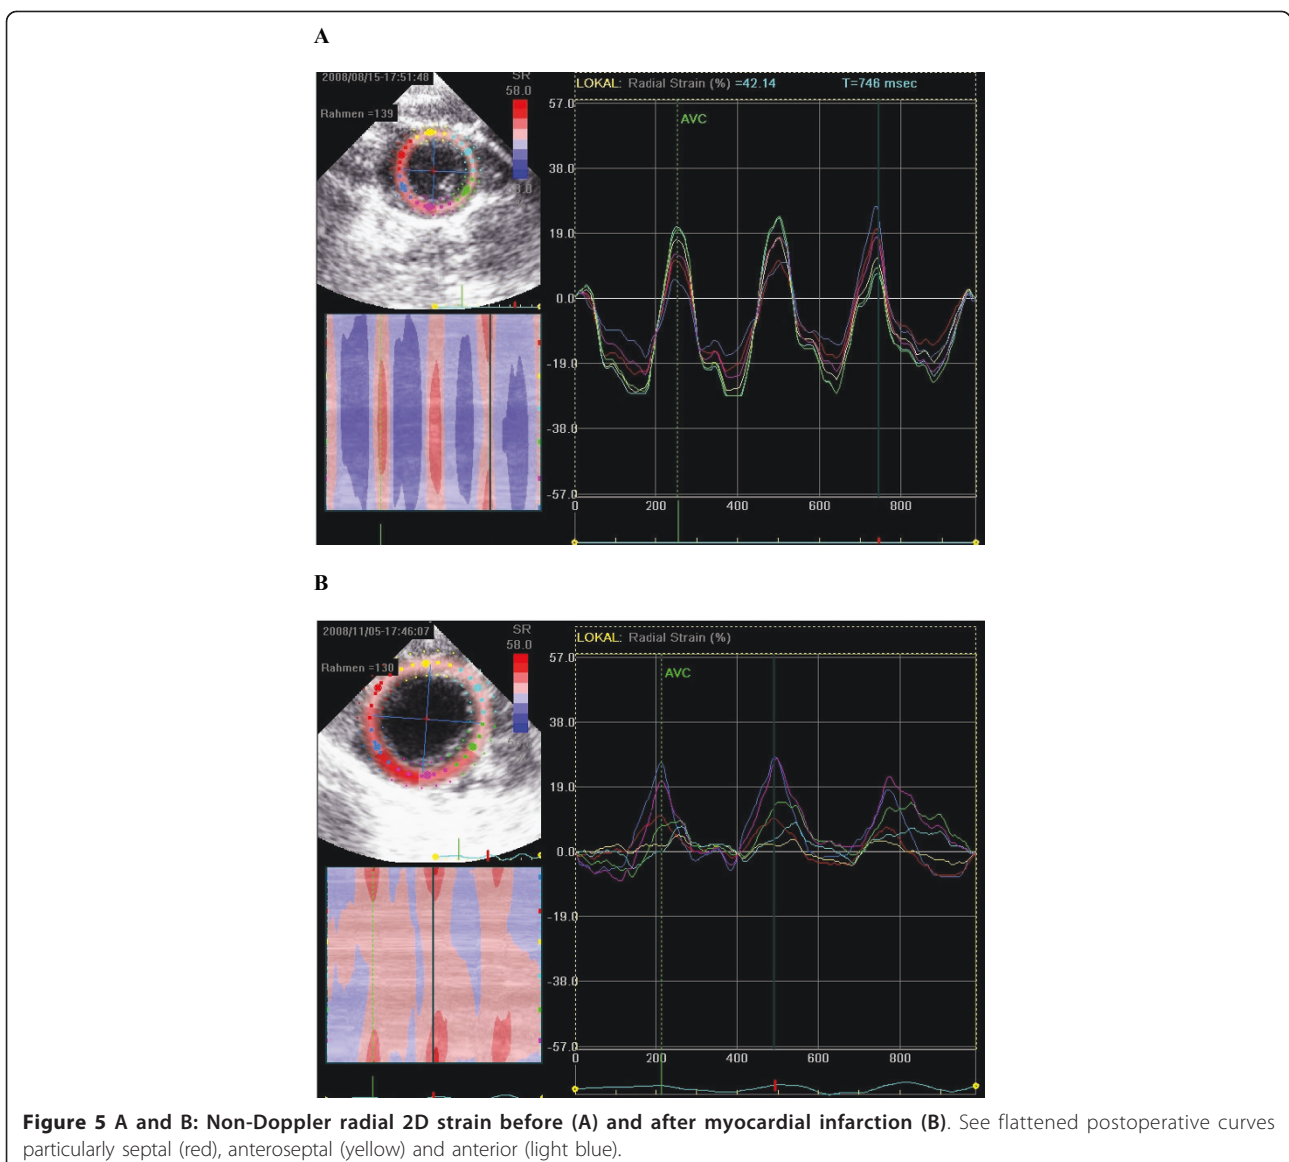 A
2008/08/15-17:51:48
SR
58.0
Rahmen =139
LOKAL: Radial Strain (%) =42.14 T=746 msec
57.0
AVC
38.0
19.0
0.0
-19.0
-38.0
-57.0
0 200 400 600 800
B
2008/11/05-17:46:07
SR
58.0
Rahmen =130
LOKAL: Radial Strain (%)
57.0
AVC
38.0
19.0
0.0
-19.0
-38.0
-57.0
0 200 400 600 800
Figure 5 A and B: Non-Doppler radial 2D strain before (A) and after myocardial infarction (B). See flattened postoperative curves
particularly septal (red), anteroseptal (yellow) and anterior (light blue).